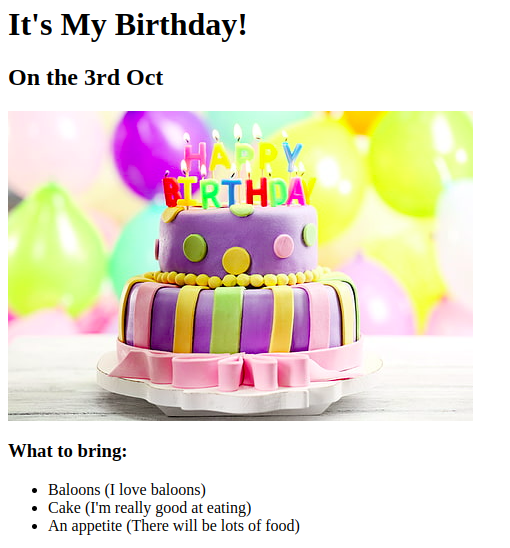 It's My Birthday!
On the 3rd Oct
HAPPY
BIRTHDAY
What to bring:
Baloons (I love baloons)
Cake (I'm really good at eating)
An appetite (There will be lots of food)